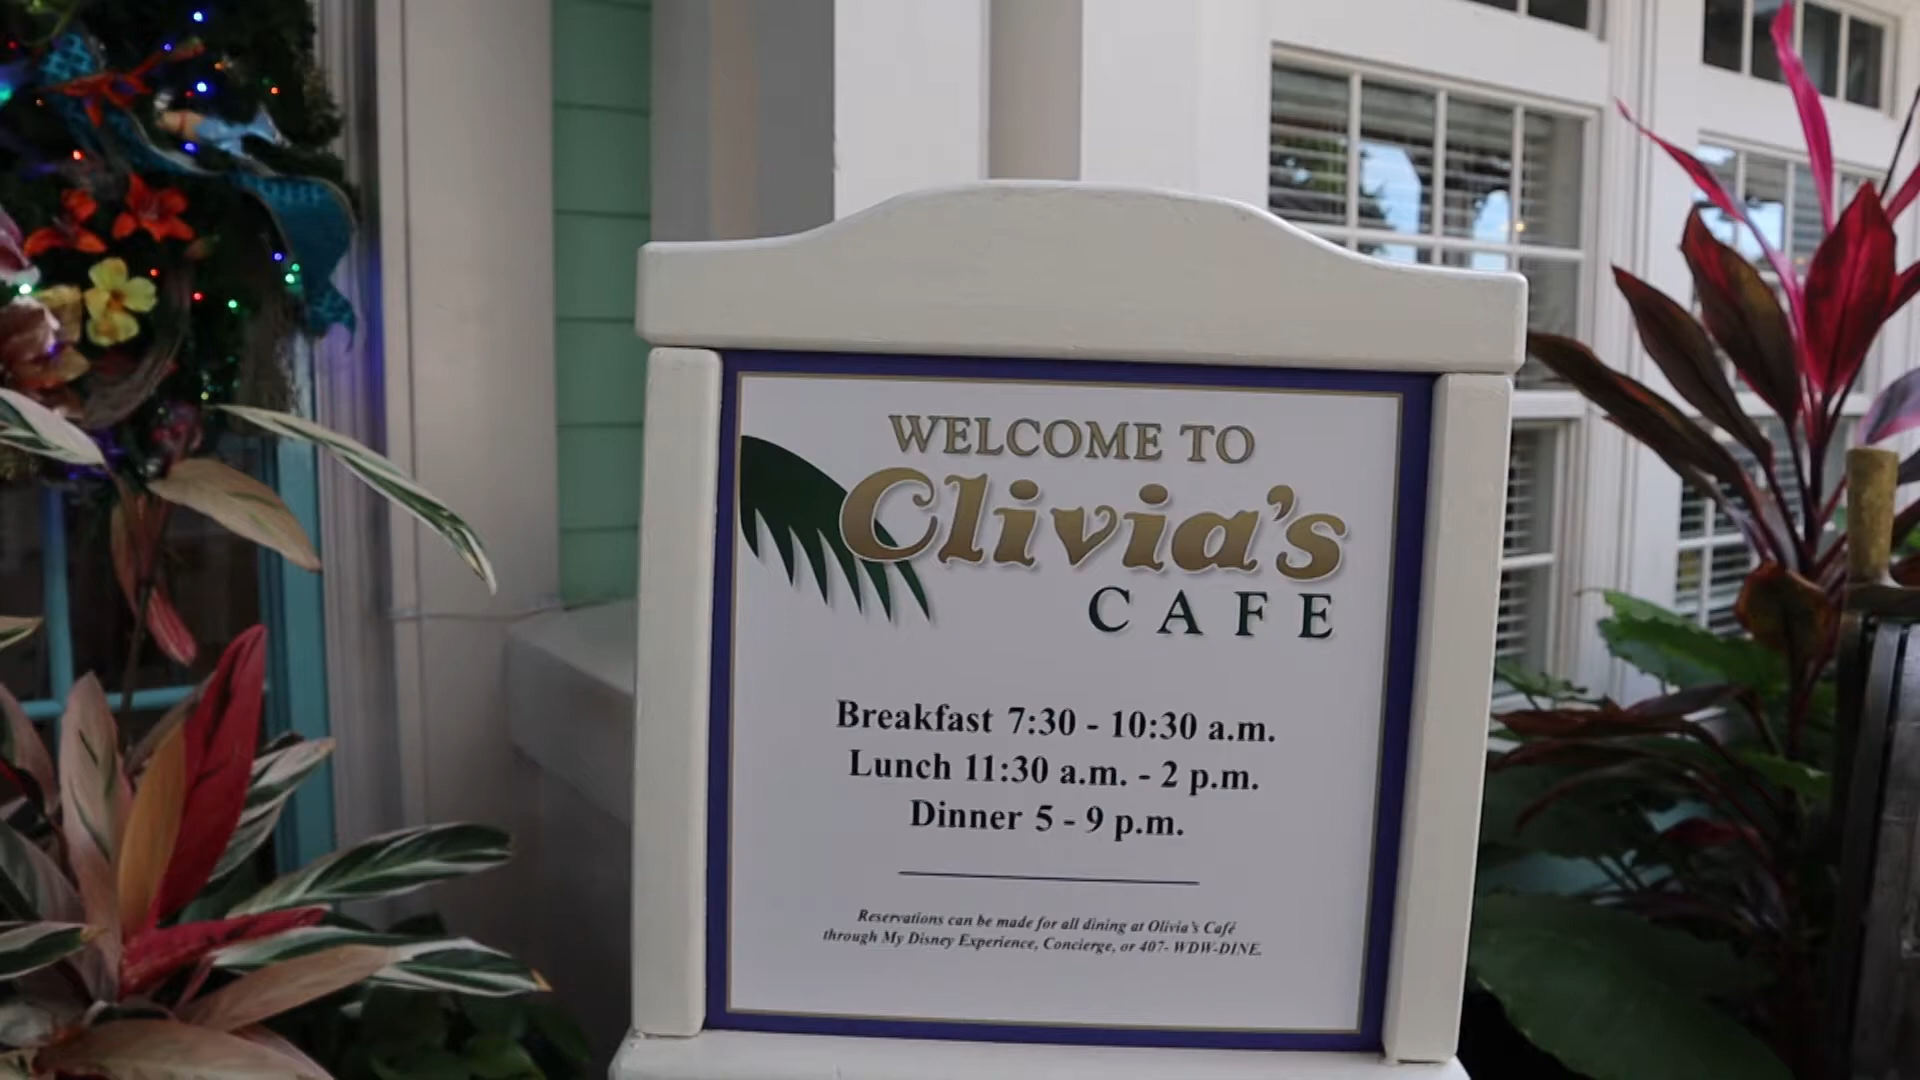 WELCOME TO
Olivia's
CAFE
Breakfast 7:30 - 10:30 a.m.
Lunch 11:30 a.m. - 2 p.m.
Dinner 5 - 9 p.m.
Reservations can be made for all dining at Olivia's Café
through My Disney Experience, Concierge, or 407- WDW-DINE.